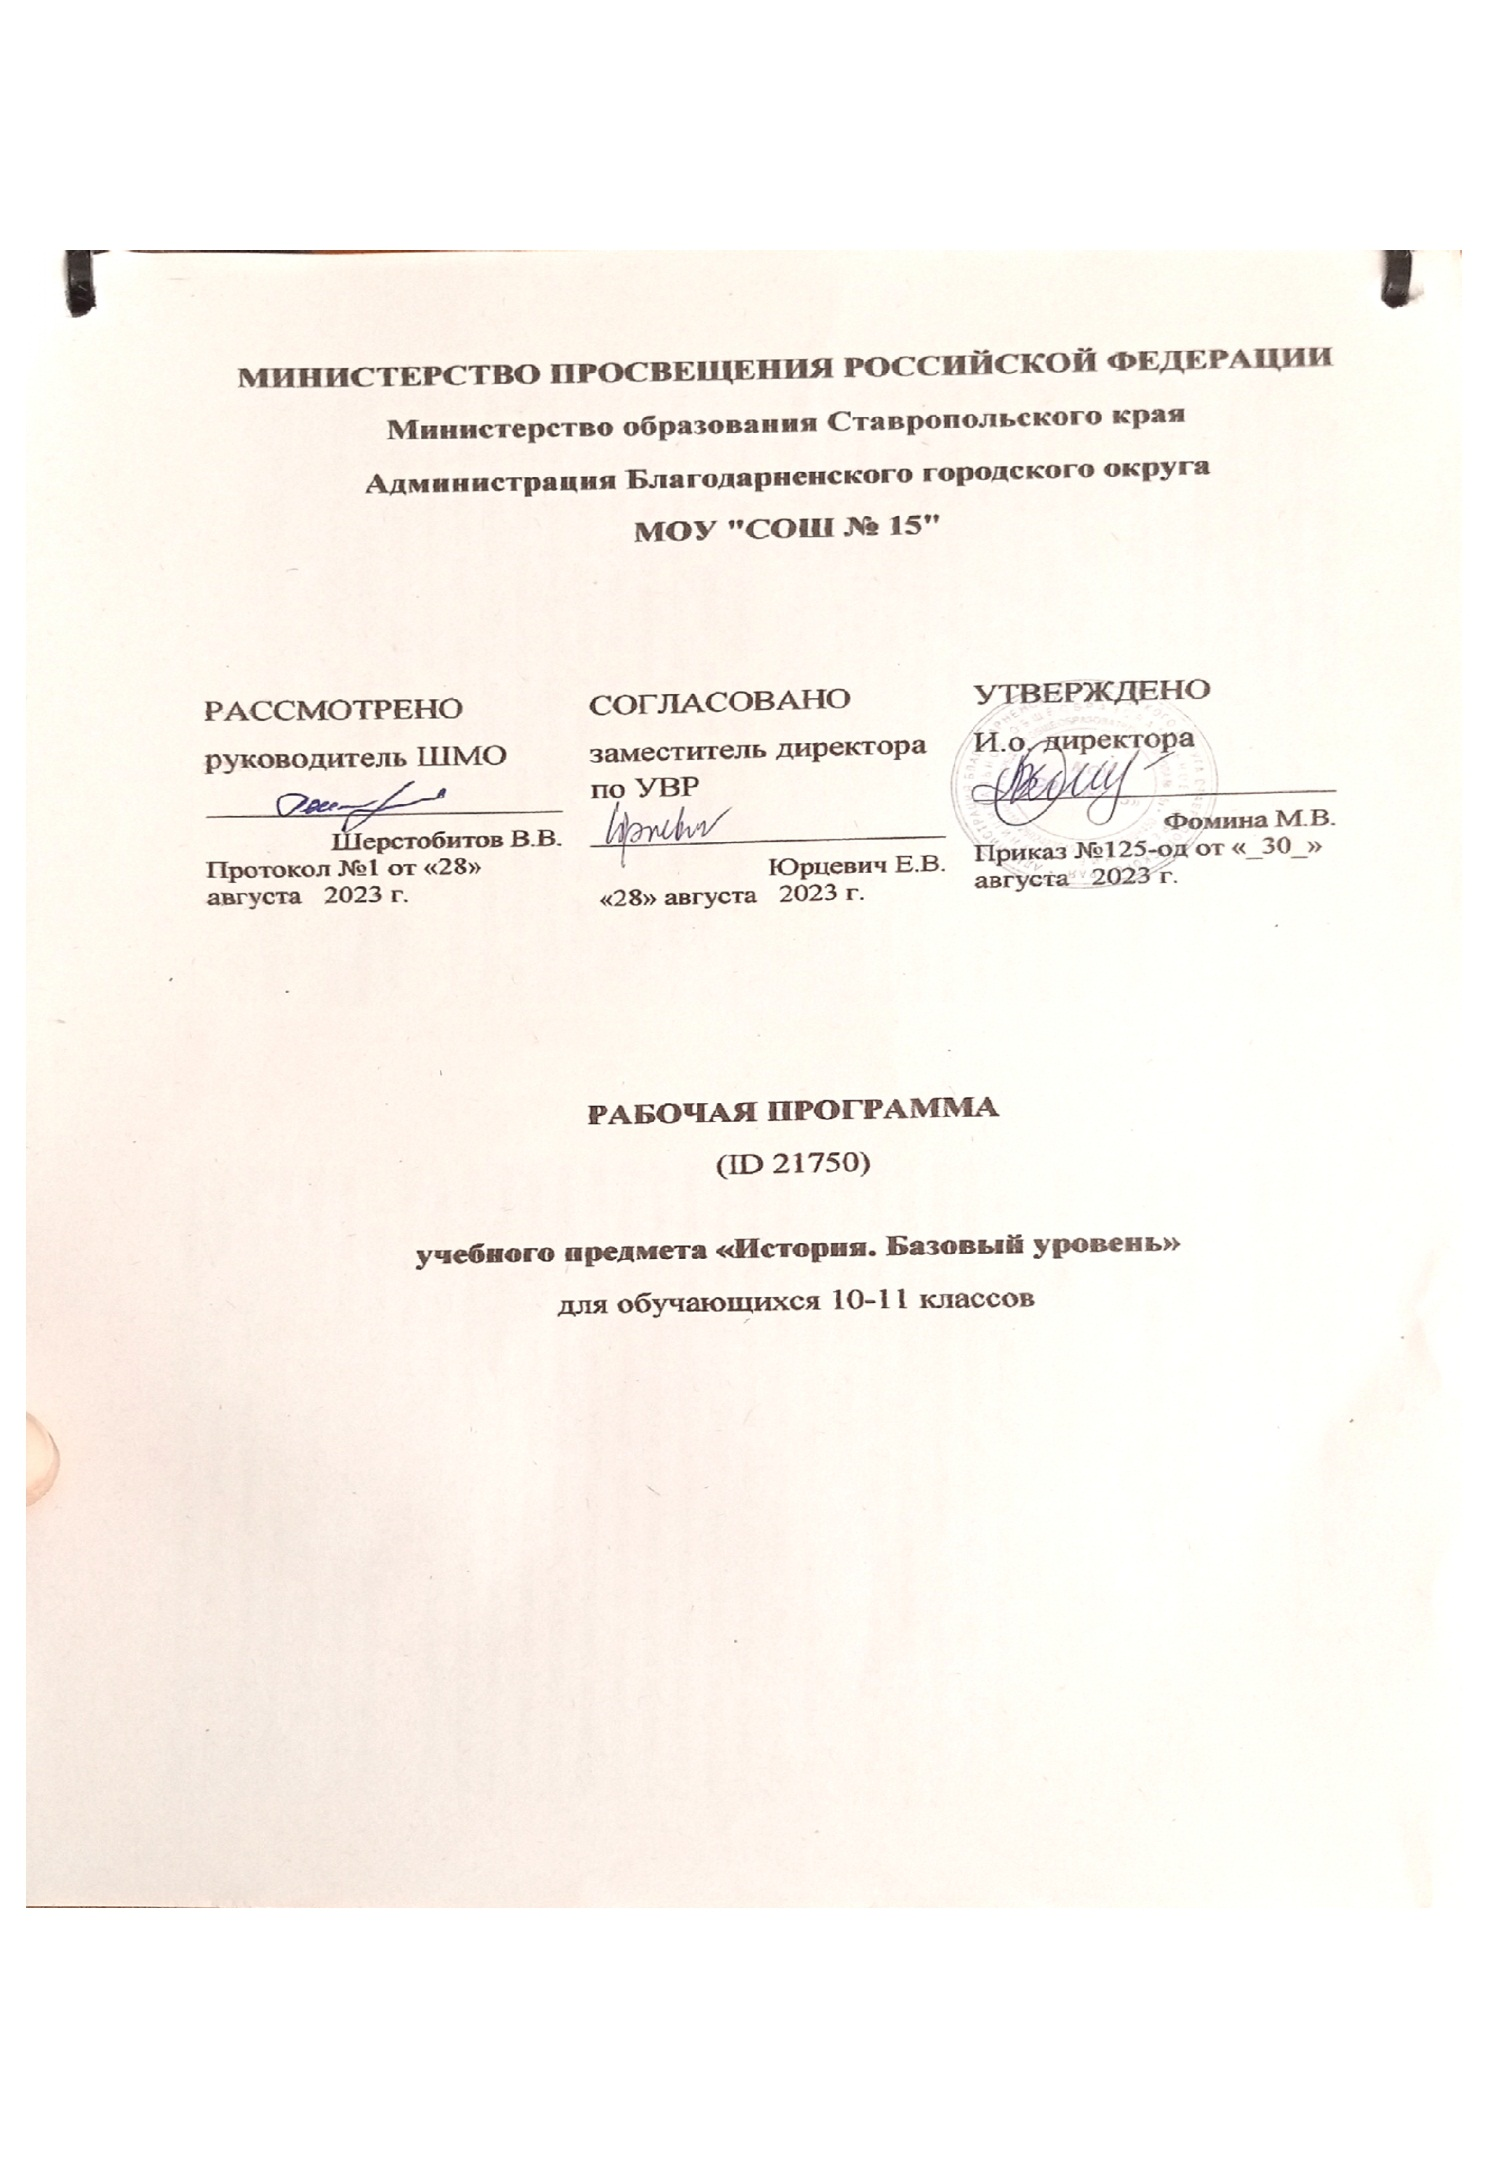 МИНИСТЕРСТВО ПРОСВЕЩЕНИЯ РОССИЙСКОЙ ФЕДЕРАЦИИ
Министерство образования Ставропольского края
Администрация Благодарненского городского округа
МОУ "СОШ № 15"
РАССМОТРЕНО
руководитель ШМО
Шерстобитов В.В.
Протокол №1 от «28»
августа 2023 г.
СОГЛАСОВАНО
заместитель директора
по УВР
Юрцевич Е.В.
«28» августа 2023 г.
УТВЕРЖДЕНО
И.о. директора
Фомина М.В.
Приказ №125-од от «_30_»
августа 2023 г.
РАБОЧАЯ ПРОГРАММА
(ID 21750)
учебного предмета «История. Базовый уровень»
для обучающихся 10-11 классов